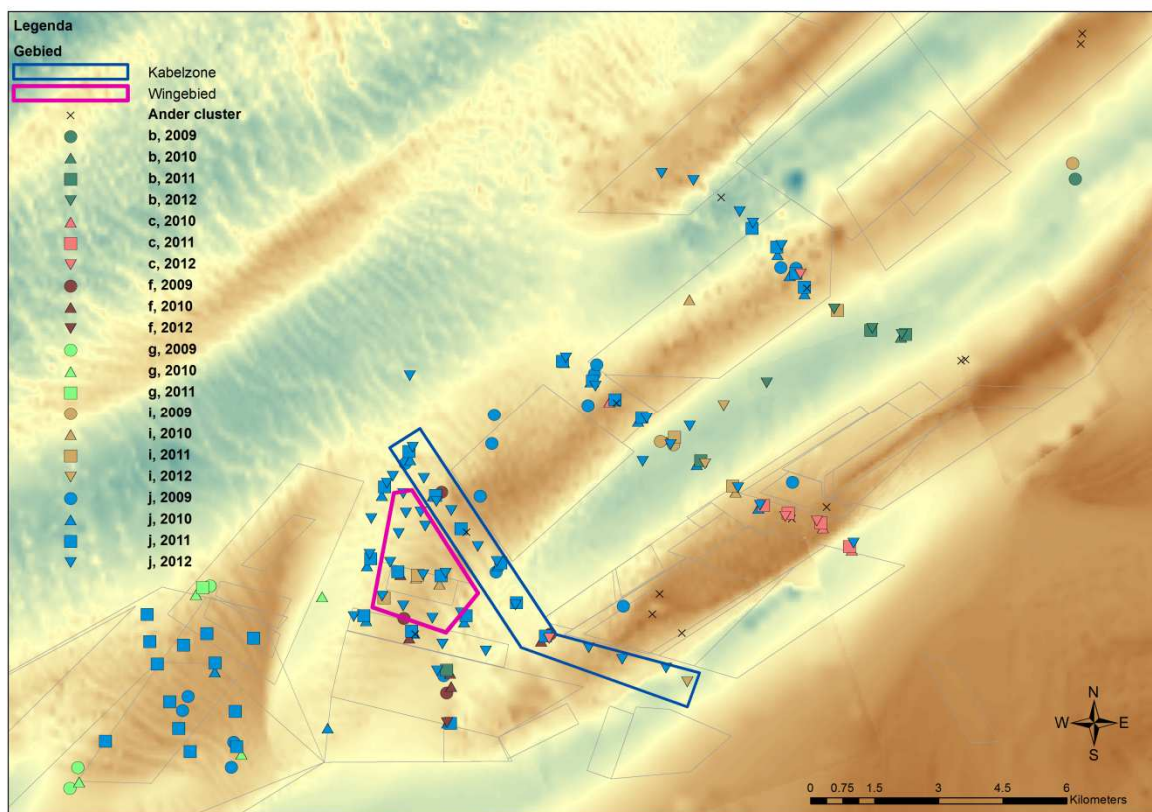 Legenda
Gebied
Kabelzone
Wingebied
Ander cluster
b, 2009
b, 2010
b, 2011
b, 2012
c, 2010
c, 2011
c, 2012
f, 2009
f, 2010
f, 2012
g, 2009
g, 2010
g, 2011
i, 2009
i, 2010
i, 2011
i, 2012
j, 2009
j, 2010
j, 2011
j, 2012
N
W E
S
0 0.75 1.5 3 4.5 6
Kilometers